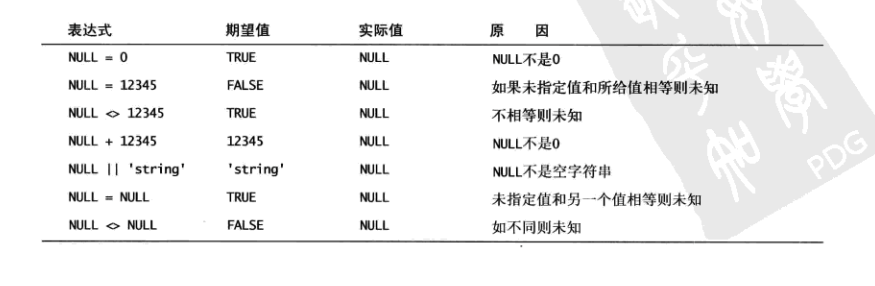 表达式 期望值 实际值 原 因
NULL = 0 TRUE NULL NULL不是0
NULL = 12345 FALSE NULL 如果未指定值和所给值相等则未知
NULL <> 12345 TRUE NULL 不相等则未知
NULL + 12345 12345 NULL NULL不是0
NULL || 'string' 'string' NULL NULL不是空字符串
NULL = NULL TRUE NULL 未指定值和另一个值相等则未知
NULL <> NULL FALSE NULL 如不同则未知
PDG